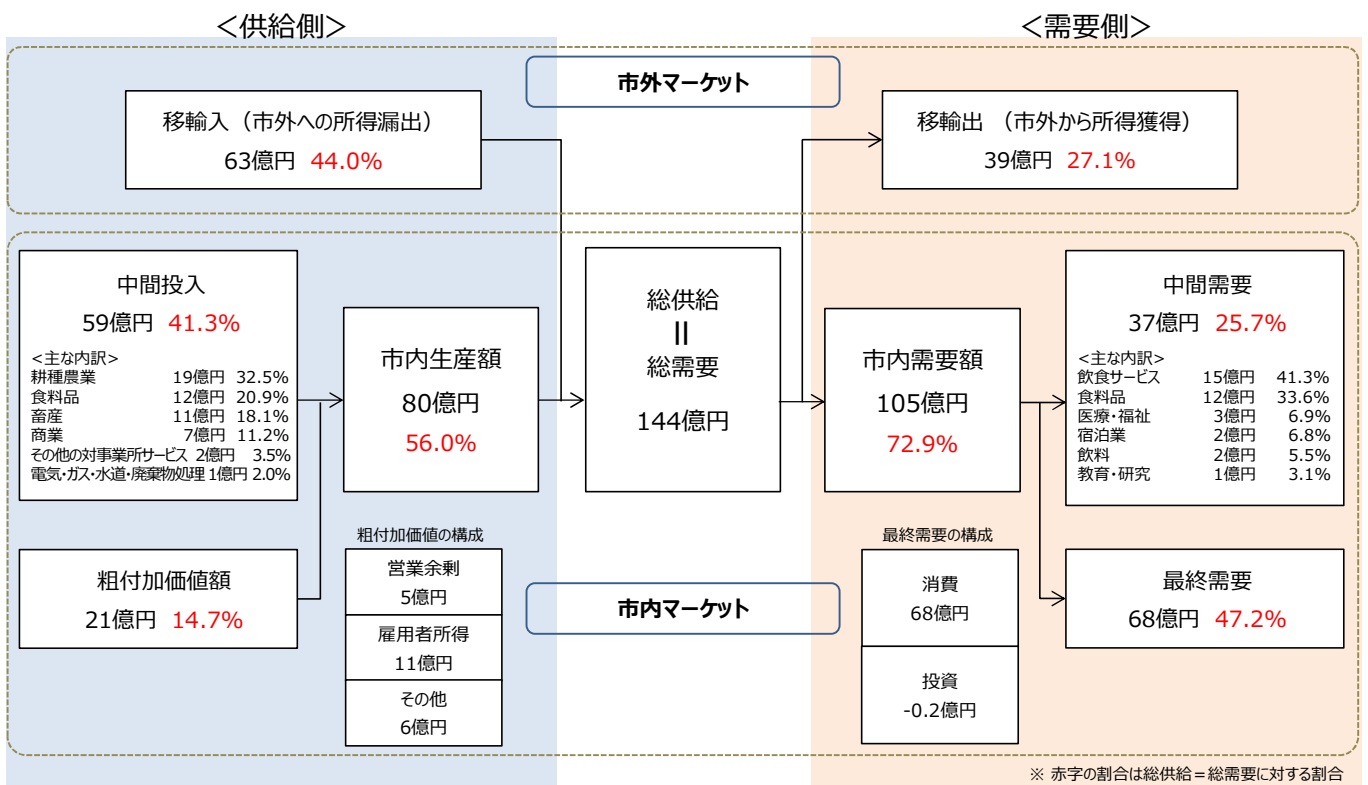 ＜供給側＞
＜需要側＞
市外マーケット
移輸入（市外への所得漏出）
63億円 44.0%
移輸出 （市外から所得獲得）
39億円 27.1%
中間投入
59億円 41.3%
＜主な内訳＞
耕種農業 19億円 32.5%
食料品 12億円 20.9%
畜産 11億円 18.1%
商業 7億円 11.2%
その他の対事業所サービス 2億円 3.5%
電気・ガス・水道・廃棄物処理 1億円 2.0%
粗付加価値額
21億円 14.7%
市内生産額
80億円
56.0%
粗付加価値の構成
営業余剰
5億円
雇用者所得
11億円
その他
6億円
総供給
＝
総需要
144億円
市内マーケット
市内需要額
105億円
72.9%
最終需要の構成
消費
68億円
投資
-0.2億円
中間需要
37億円 25.7%
＜主な内訳＞
飲食サービス 15億円 41.3%
食料品 12億円 33.6%
医療・福祉 3億円 6.9%
宿泊業 2億円 6.8%
飲料 2億円 5.5%
教育・研究 1億円 3.1%
最終需要
68億円 47.2%
※ 赤字の割合は総供給＝総需要に対する割合